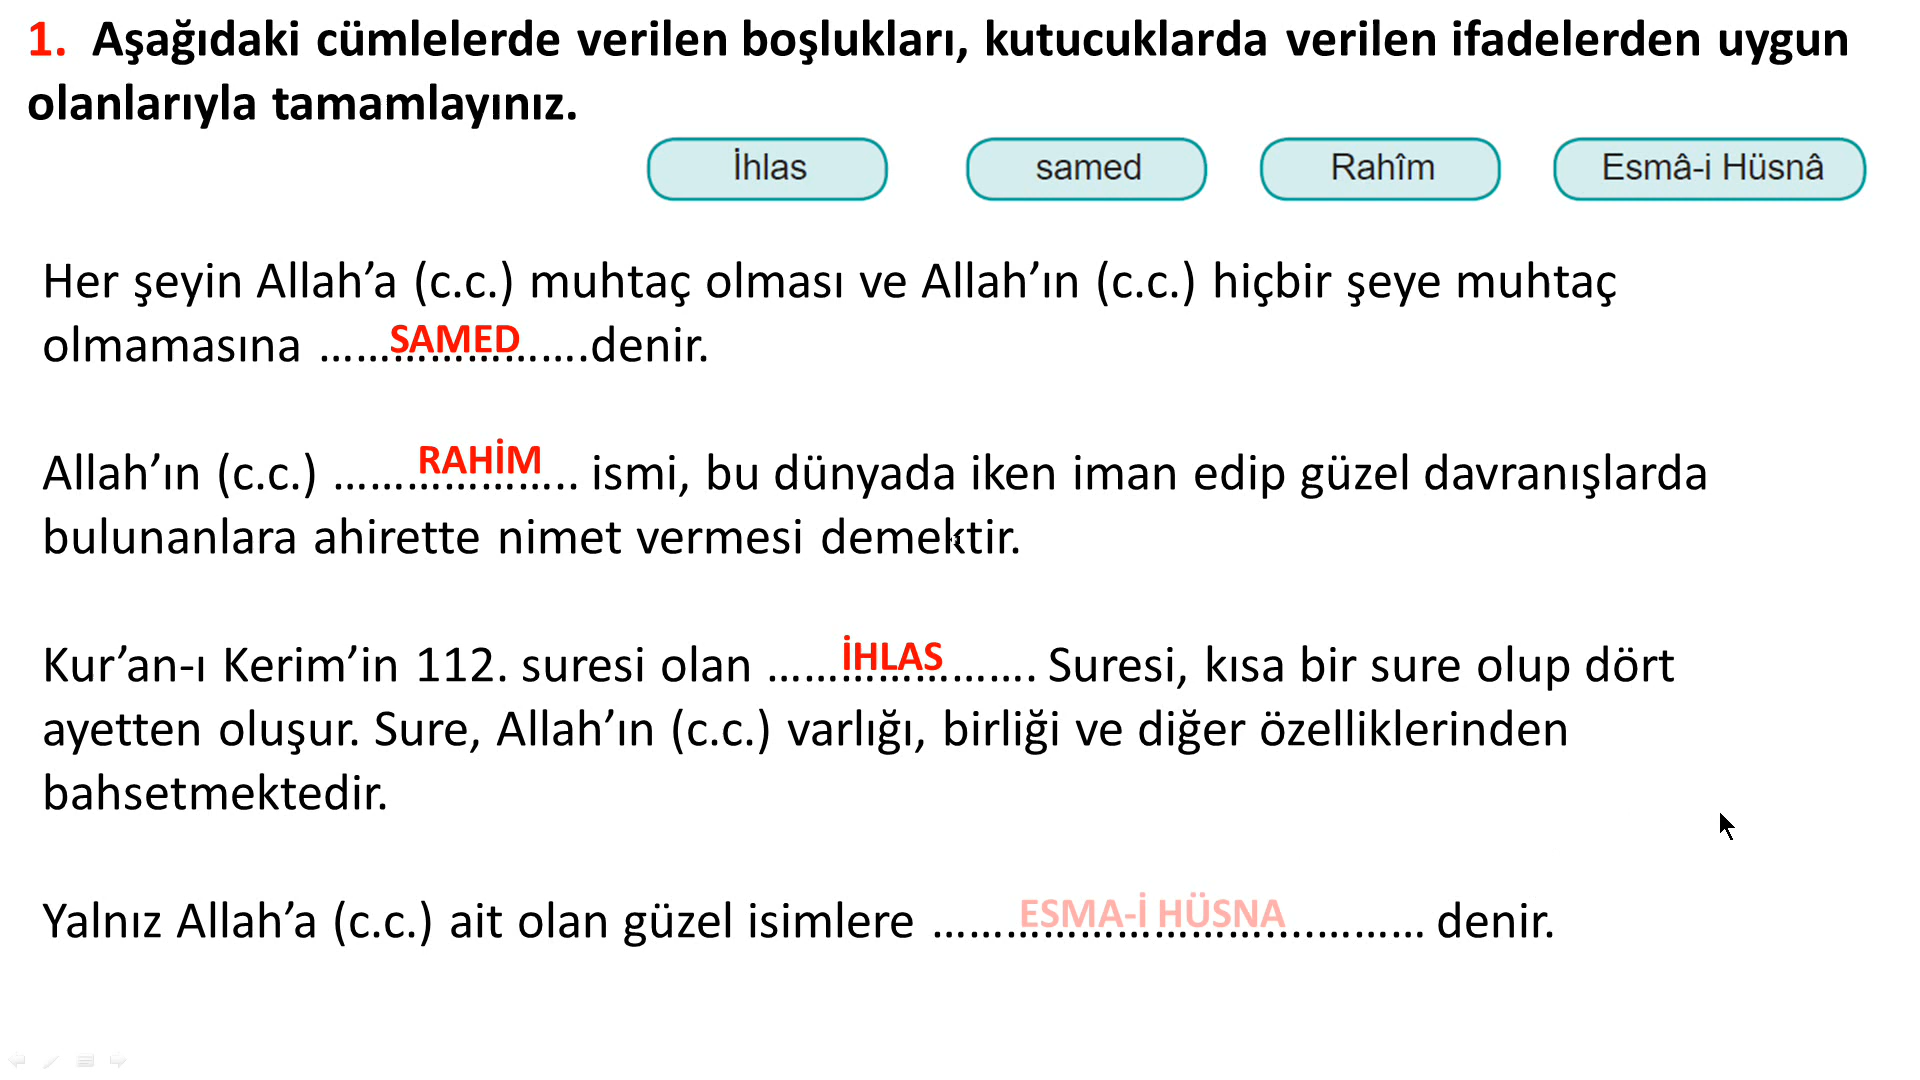 1. Aşağıdaki cümlelerde verilen boşlukları, kutucuklarda verilen ifadelerden uygun
olanlarıyla tamamlayınız.
İhlas samed Rahîm Esmâ-i Hüsnâ
Her şeyin Allah’a (c.c.) muhtaç olması ve Allah’ın (c.c.) hiçbir şeye muhtaç
olmamasına ……SAMED…….denir.
Allah’ın (c.c.) ……RAHİM….. ismi, bu dünyada iken iman edip güzel davranışlarda
bulunanlara ahirette nimet vermesi demektir.
Kur’an-ı Kerim’in 112. suresi olan ……İHLAS……. Suresi, kısa bir sure olup dört
ayetten oluşur. Sure, Allah’ın (c.c.) varlığı, birliği ve diğer özelliklerinden
bahsetmektedir.
Yalnız Allah’a (c.c.) ait olan güzel isimlere ……ESMA-İ HÜSNA..……… denir.